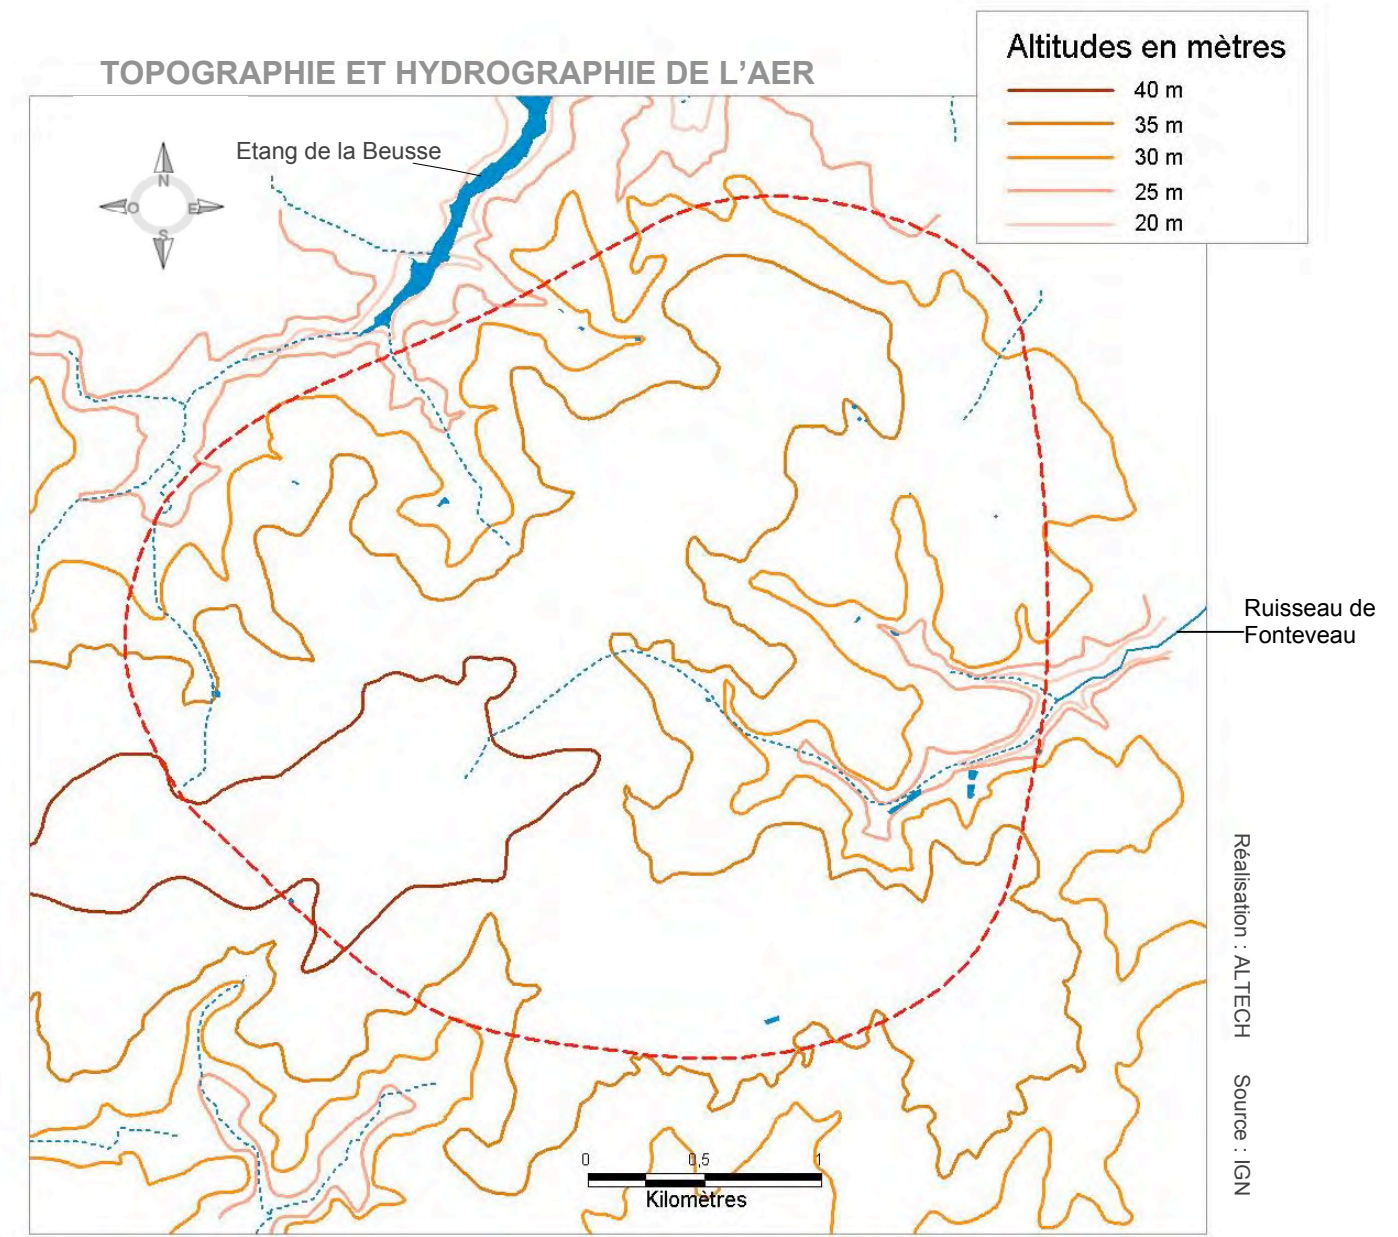 TOPOGRAPHIE ET HYDROGRAPHIE DE L’AER
Altitudes en mètres
40 m
35 m
30 m
25 m
20 m
Etang de la Beusse
N
O
E
S
Ruisseau de
Fonteveau
Réalisation : ALTECH Source : IGN
0 0,5 1
Kilomètres